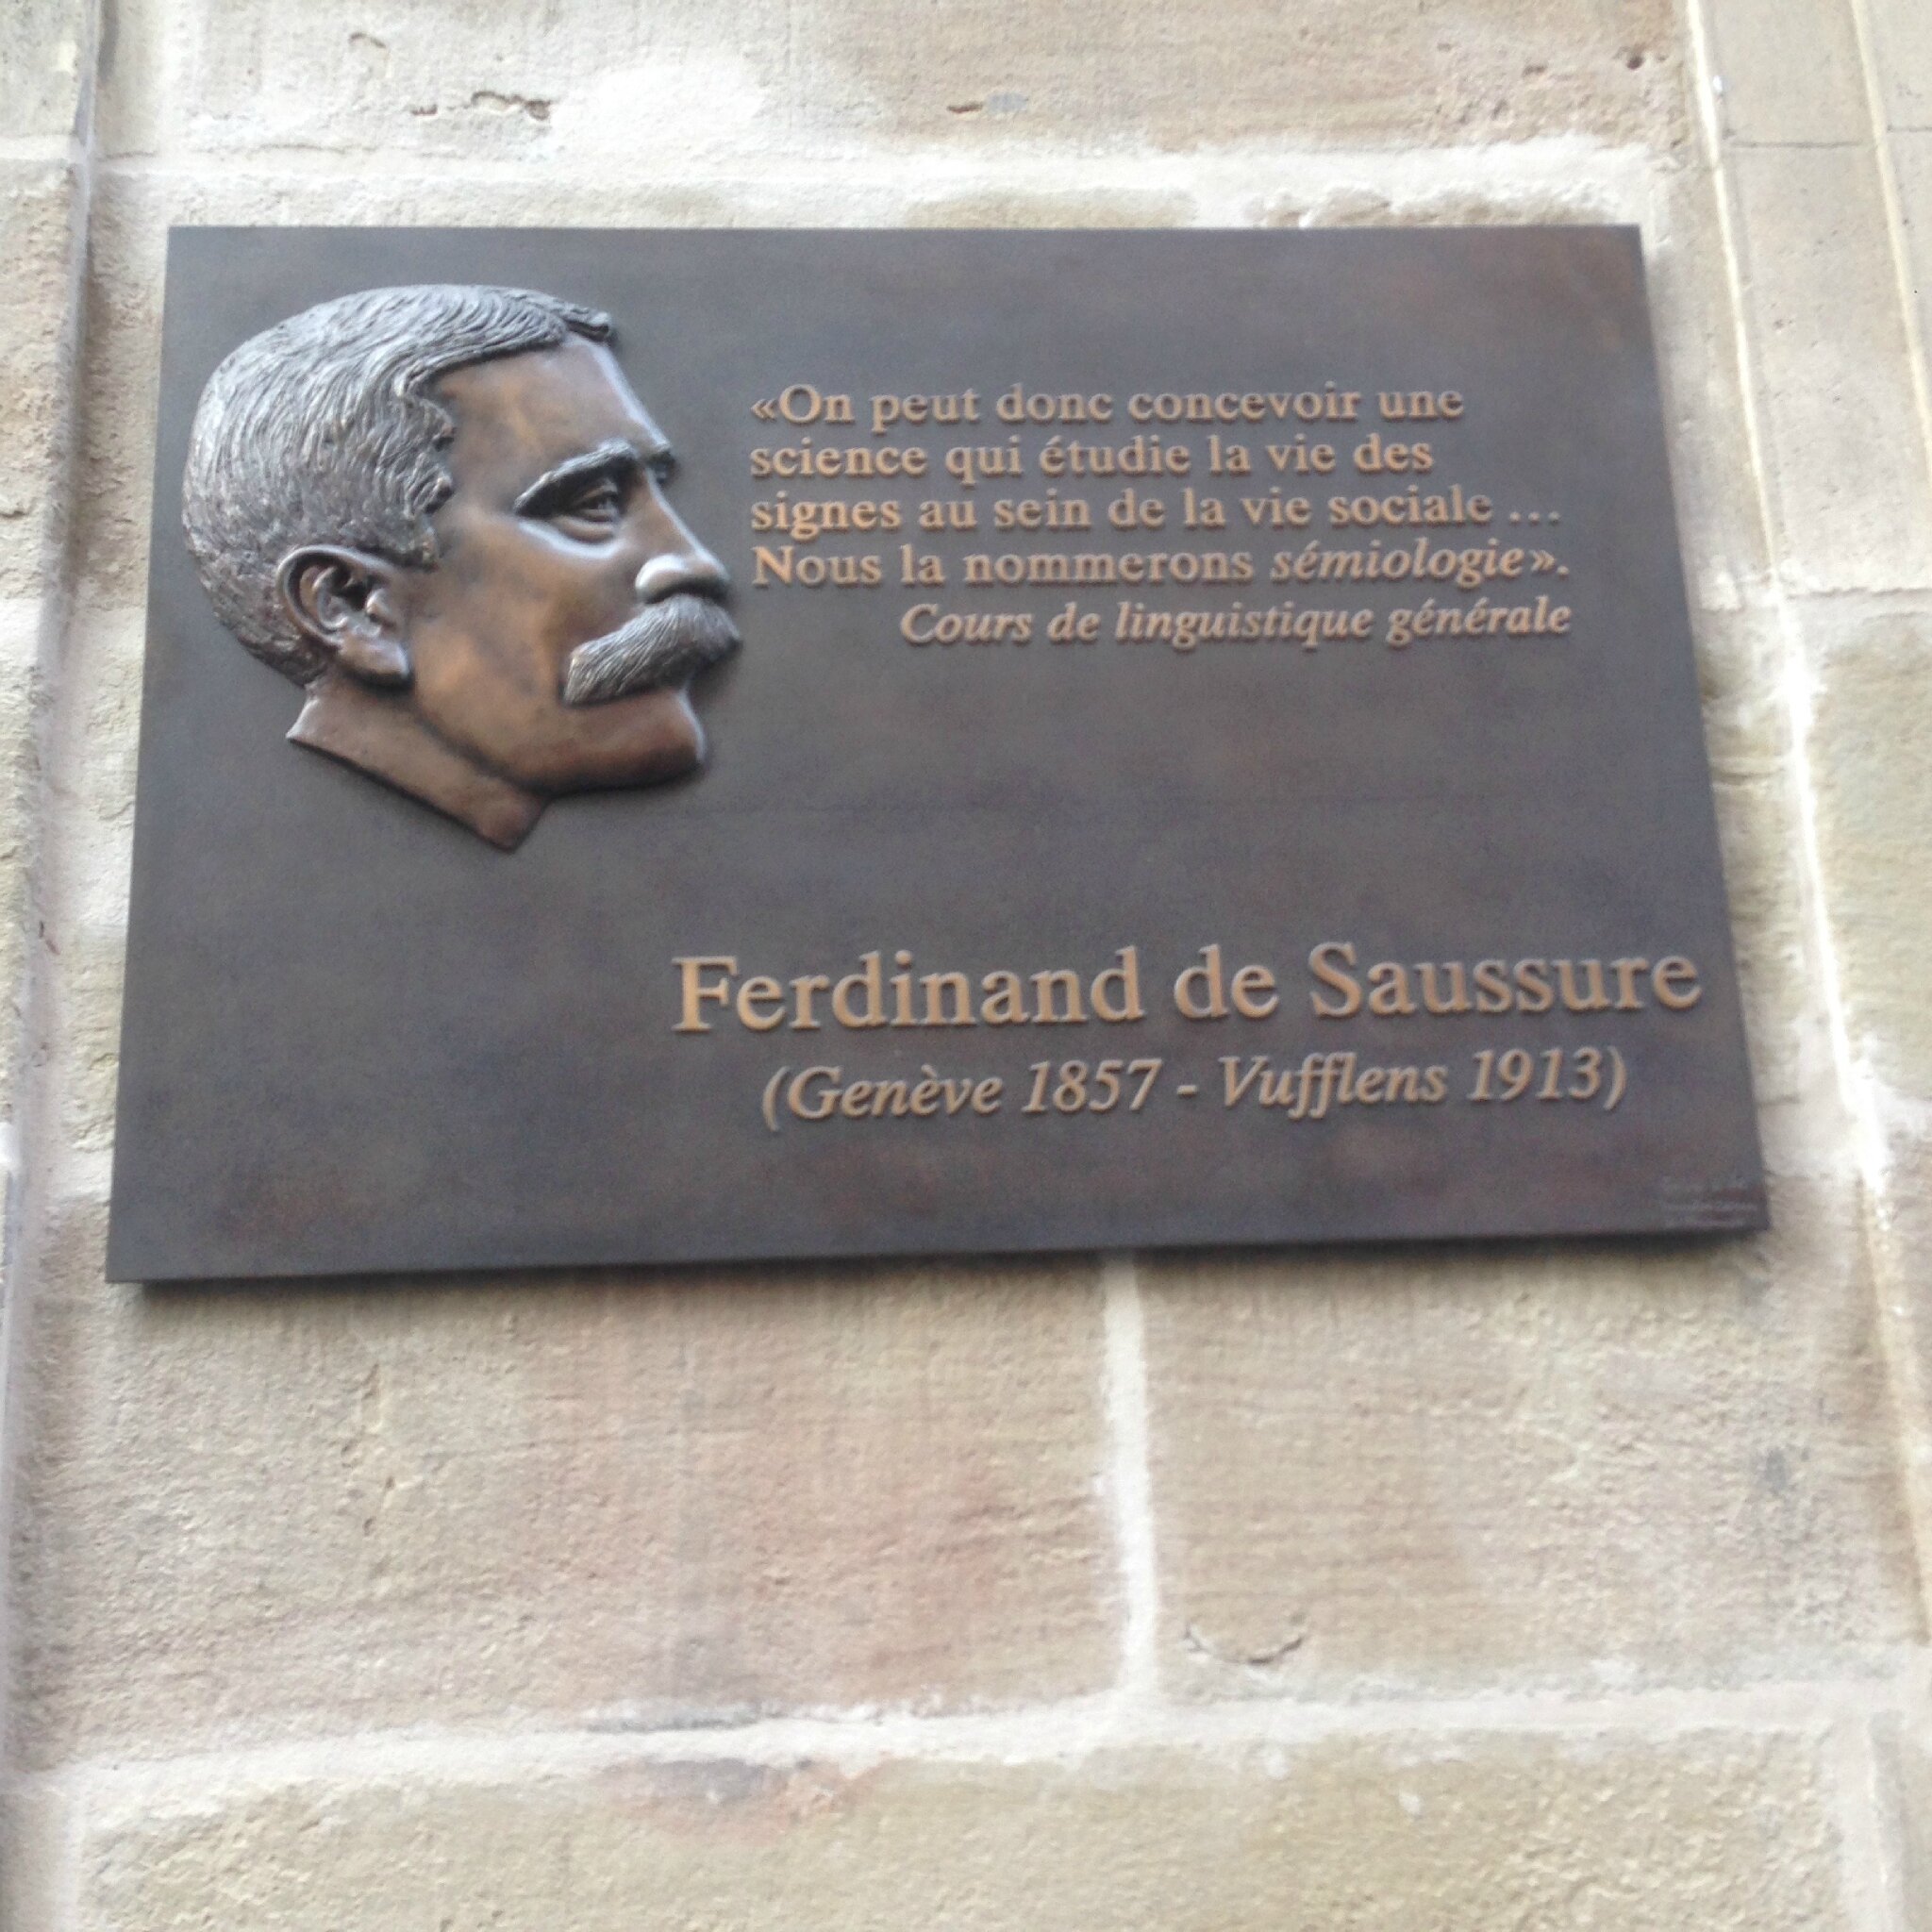 «On peut donc concevoir une
science qui étudie la vie des
signes au sein de la vie sociale ...
Nous la nommerons sémiologie».
Cours de linguistique générale
Ferdinand de Saussure
(Genève 1857 - Vufflens 1913)